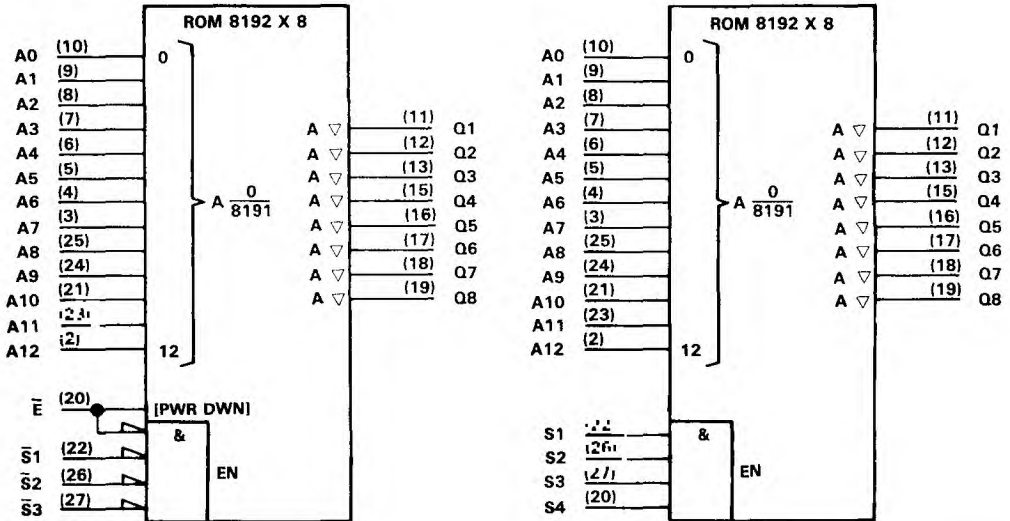 ROM 8192 X 8
A0 (10) 0
A1 (9)
A2 (8)
A3 (7) A ▽ (11) Q1
A4 (6) A ▽ (12) Q2
A5 (5) A ▽ (13) Q3
A6 (4) A 0/8191 A ▽ (15) Q4
A7 (3) A ▽ (16) Q5
A8 (25) A ▽ (17) Q6
A9 (24) A ▽ (18) Q7
A10 (21) A ▽ (19) Q8
A11 (23)
A12 (2) 12
E̅ (20) [PWR DWN]
&
S̅1 (22)
EN
S̅2 (26)
S̅3 (27)
ROM 8192 X 8
A0 (10) 0
A1 (9)
A2 (8)
A3 (7) A ▽ (11) Q1
A4 (6) A ▽ (12) Q2
A5 (5) A ▽ (13) Q3
A6 (4) A 0/8191 A ▽ (15) Q4
A7 (3) A ▽ (16) Q5
A8 (25) A ▽ (17) Q6
A9 (24) A ▽ (18) Q7
A10 (21) A ▽ (19) Q8
A11 (23)
A12 (2) 12
S1 &
S2 (26)
EN
S3 (27)
S4 (20)